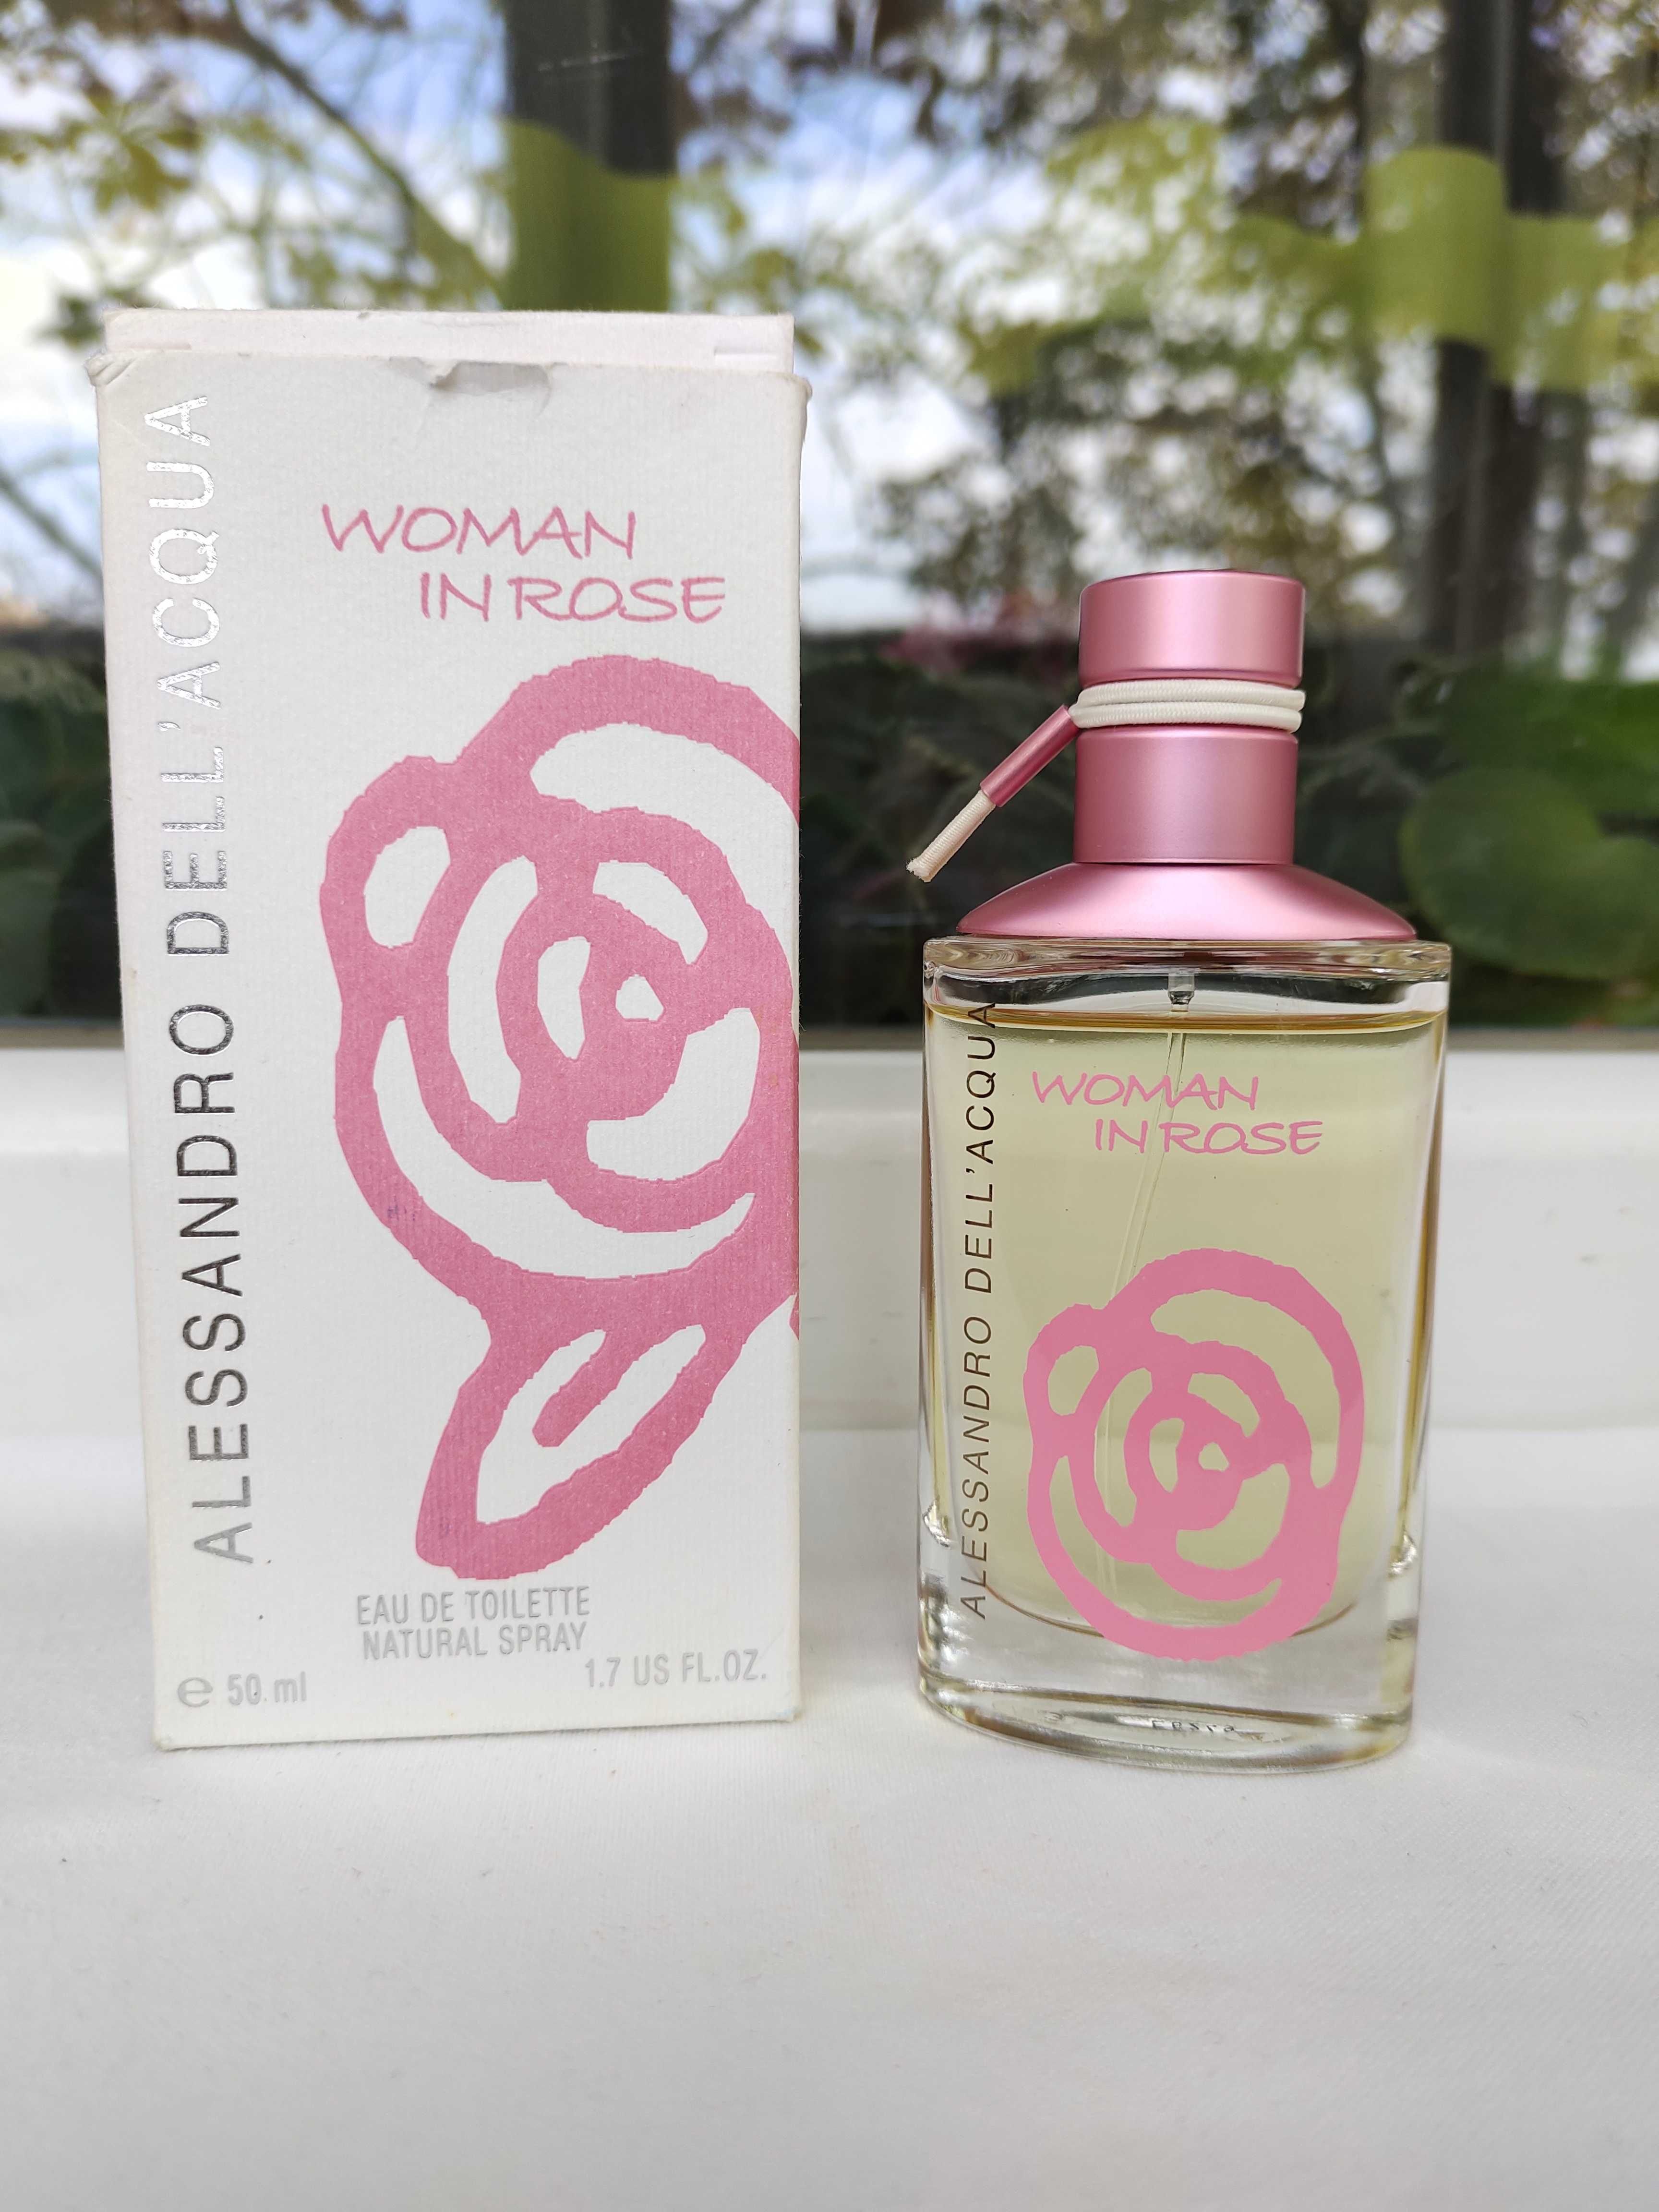 ALESSANDRO DELL'ACQUA
WOMAN
IN ROSE
EAU DE TOILETTE
NATURAL SPRAY
e 50 ml
1.7 US FL.OZ.
ALESSANDRO DELL'ACQUA
WOMAN
IN ROSE